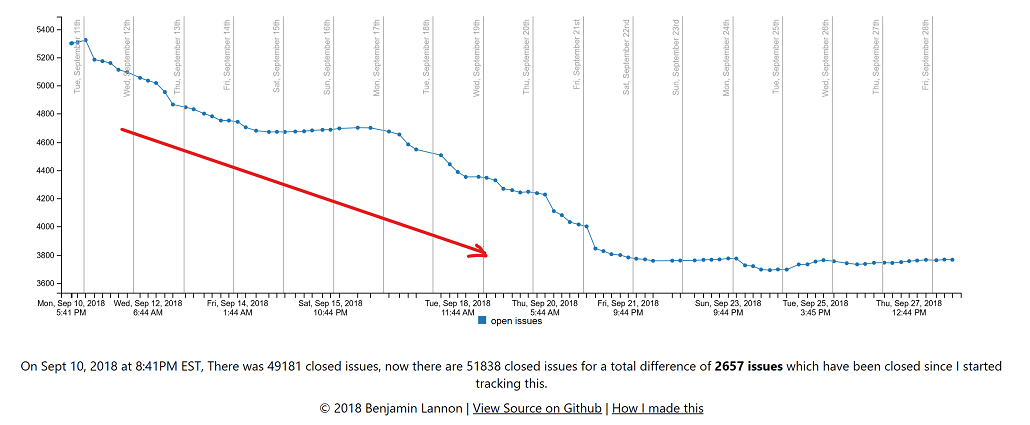 5400
5200
5000
4800
4600
4400
4200
4000
3800
3600
Tue, September 11th
Wed, September 12th
Thu, September 13th
Fri, September 14th
Sat, September 15th
Sun, September 16th
Mon, September 17th
Tue, September 18th
Wed, September 19th
Thu, September 20th
Fri, September 21st
Sat, September 22nd
Sun, September 23rd
Mon, September 24th
Tue, September 25th
Wed, September 26th
Thu, September 27th
Fri, September 28th
Mon, Sep 10, 2018
5:41 PM
Wed, Sep 12, 2018
6:44 AM
Fri, Sep 14, 2018
1:44 AM
Sat, Sep 15, 2018
10:44 PM
Tue, Sep 18, 2018
11:44 AM
Thu, Sep 20, 2018
5:44 AM
Fri, Sep 21, 2018
9:44 PM
Sun, Sep 23, 2018
9:44 PM
Tue, Sep 25, 2018
3:45 PM
Thu, Sep 27, 2018
12:44 PM
open issues
On Sept 10, 2018 at 8:41PM EST, There was 49181 closed issues, now there are 51838 closed issues for a total difference of 2657 issues which have been closed since I started
tracking this.
© 2018 Benjamin Lannon | View Source on Github | How I made this